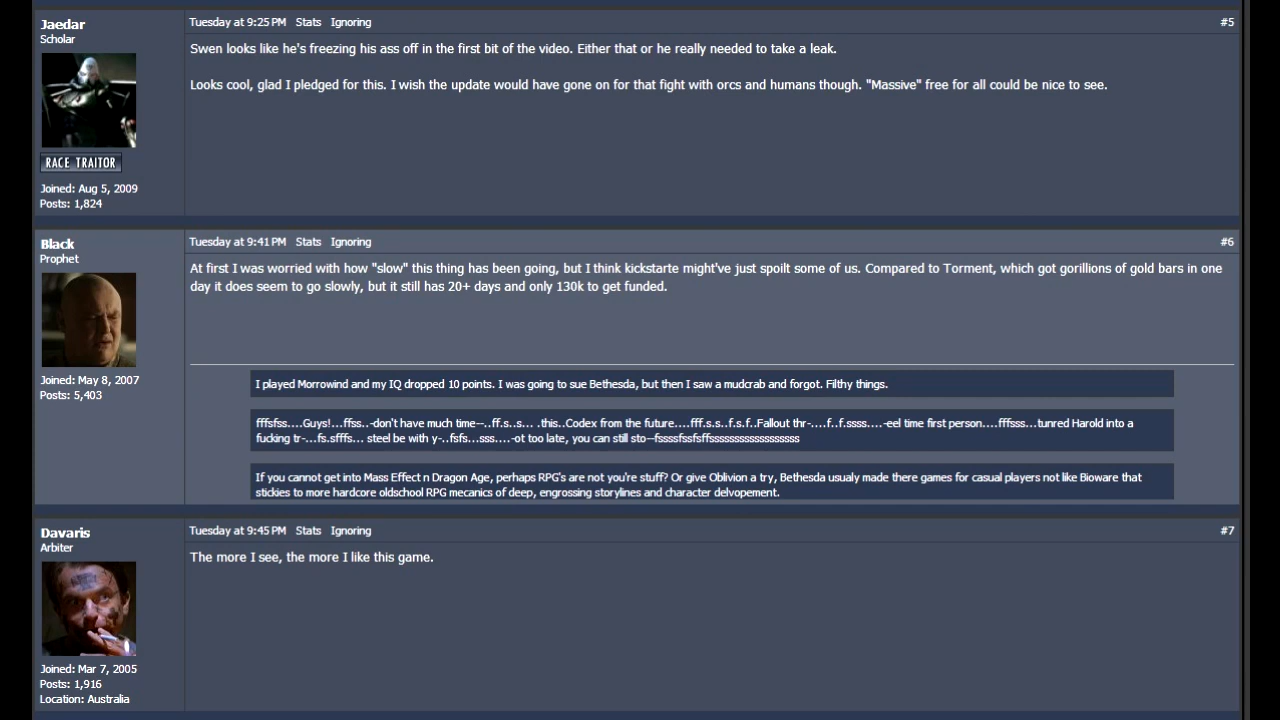 Jaedar
Scholar
RACE TRAITOR
Joined: Aug 5, 2009
Posts: 1,824
Tuesday at 9:25 PM Stats Ignoring #5
Swen looks like he's freezing his ass off in the first bit of the video. Either that or he really needed to take a leak.
Looks cool, glad I pledged for this. I wish the update would have gone on for that fight with orcs and humans though. "Massive" free for all could be nice to see.
Black
Prophet
Joined: May 8, 2007
Posts: 5,403
Tuesday at 9:41 PM Stats Ignoring #6
At first I was worried with how "slow" this thing has been going, but I think kickstarte might've just spoilt some of us. Compared to Torment, which got gorillions of gold bars in one
day it does seem to go slowly, but it still has 20+ days and only 130k to get funded.
I played Morrowind and my IQ dropped 10 points. I was going to sue Bethesda, but then I saw a mudcrab and forgot. Filthy things.
fffsfss....Guys!...ffss..-don't have much time--..ff.s..s... .this..Codex from the future....fff.s.s..f.s.f..Fallout thr-....f..f.ssss....-eel time first person....fffsss...tunred Harold into a
fucking tr-...fs.sfffs... steel be with y-..fsfs...sss....-ot too late, you can still sto--fssssfssfsffsssssssssssssssssss
If you cannot get into Mass Effect n Dragon Age, perhaps RPG's are not you're stuff? Or give Oblivion a try, Bethesda usualy made there games for casual players not like Bioware that
stickies to more hardcore oldschool RPG mecanics of deep, engrossing storylines and character delvopement.
Davaris
Arbiter
Joined: Mar 7, 2005
Posts: 1,916
Location: Australia
Tuesday at 9:45 PM Stats Ignoring #7
The more I see, the more I like this game.